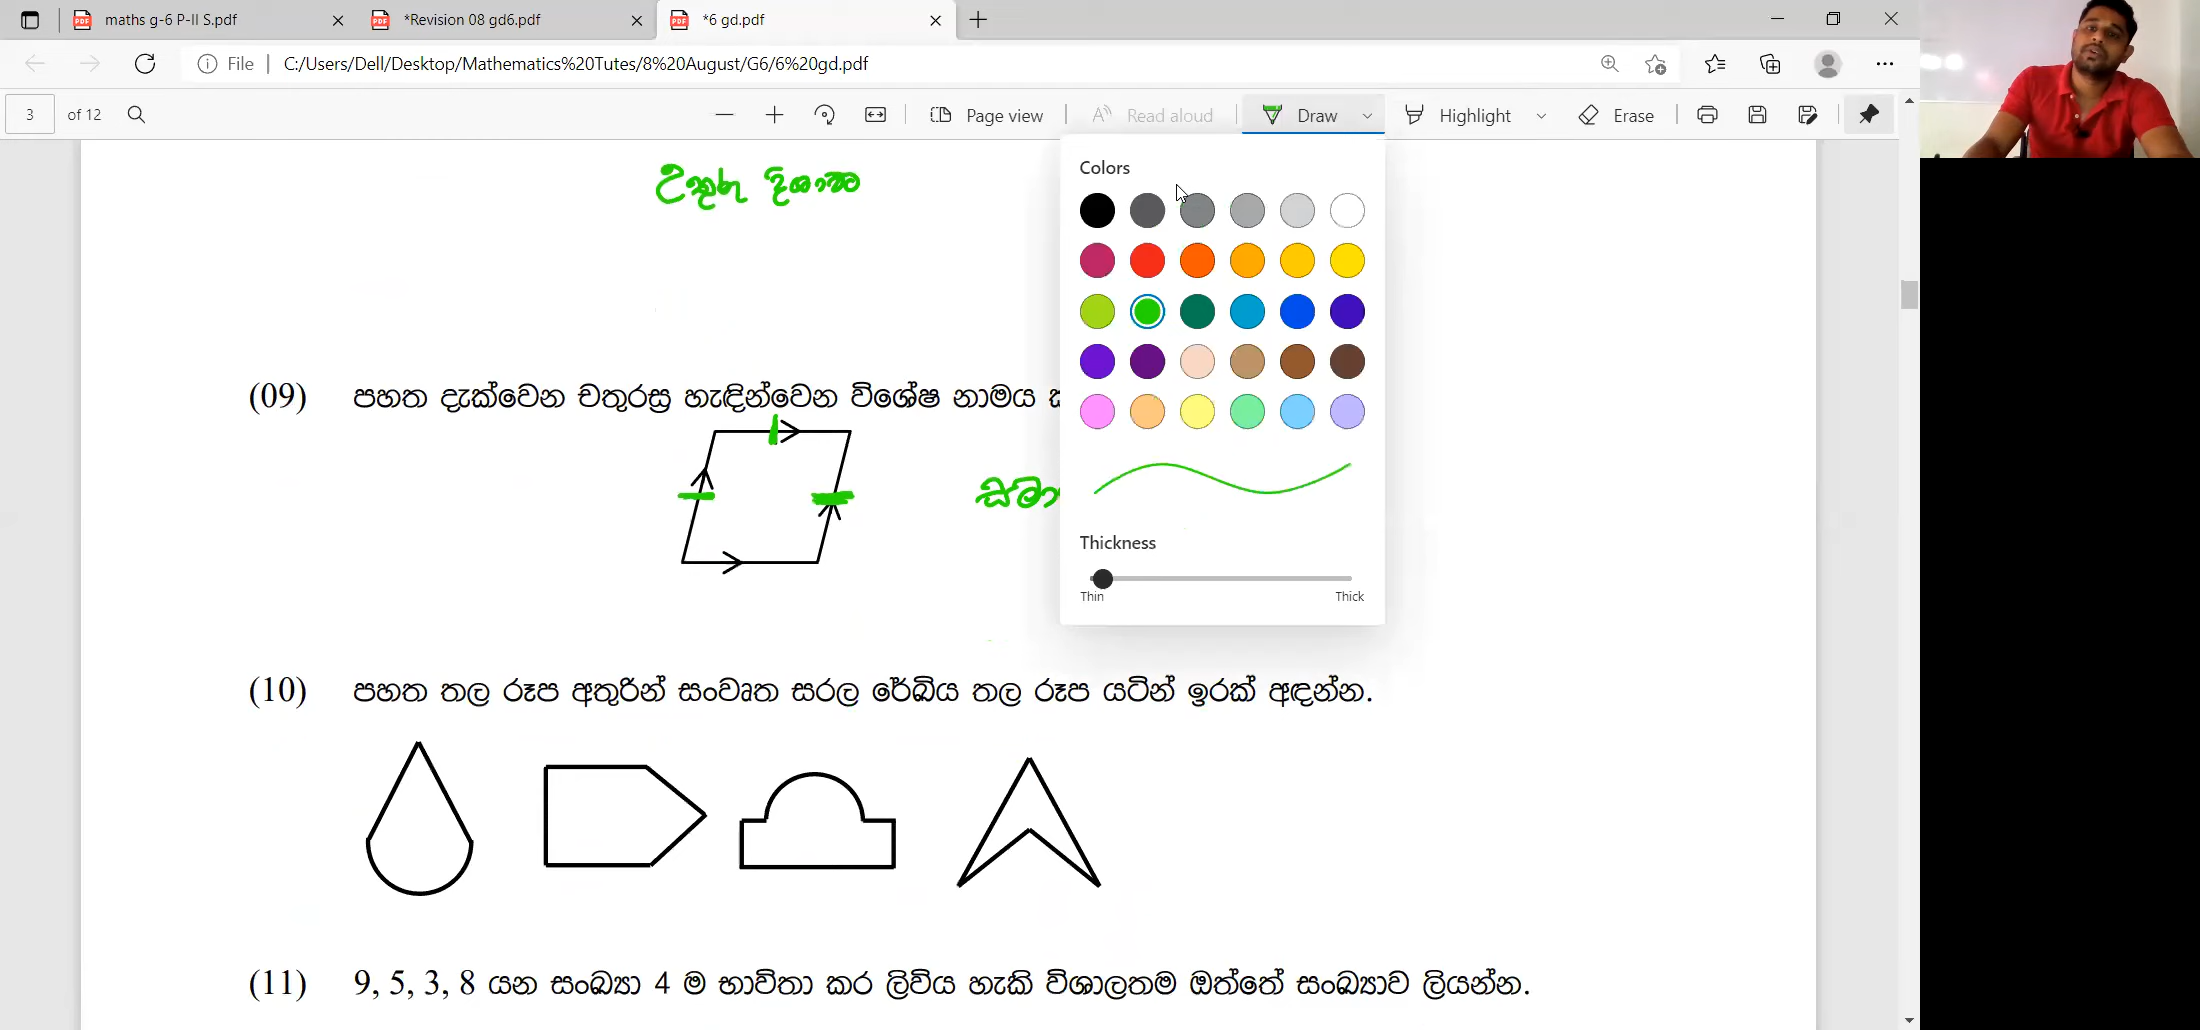 maths g-6 P-II S.pdf
*Revision 08 gd6.pdf
*6 gd.pdf
File
C:/Users/Dell/Desktop/Mathematics%20Tutes/8%20August/G6/6%20gd.pdf
3 of 12
Page view
Read aloud
Draw
Highlight
Erase
උතුරු දිශාවට
Colors
Thickness
Thin
Thick
(09) පහත දැක්වෙන චතුරස්‍ර හැඳින්වෙන විශේෂ නාමය
(10) පහත තල රූප අතුරින් සංවෘත සරල රේඛීය තල රූප යටින් ඉරක් අඳන්න.
(11) 9, 5, 3, 8 යන සංඛ්‍යා 4 ම භාවිතා කර ලිවිය හැකි විශාලතම ඔත්තේ සංඛ්‍යාව ලියන්න.